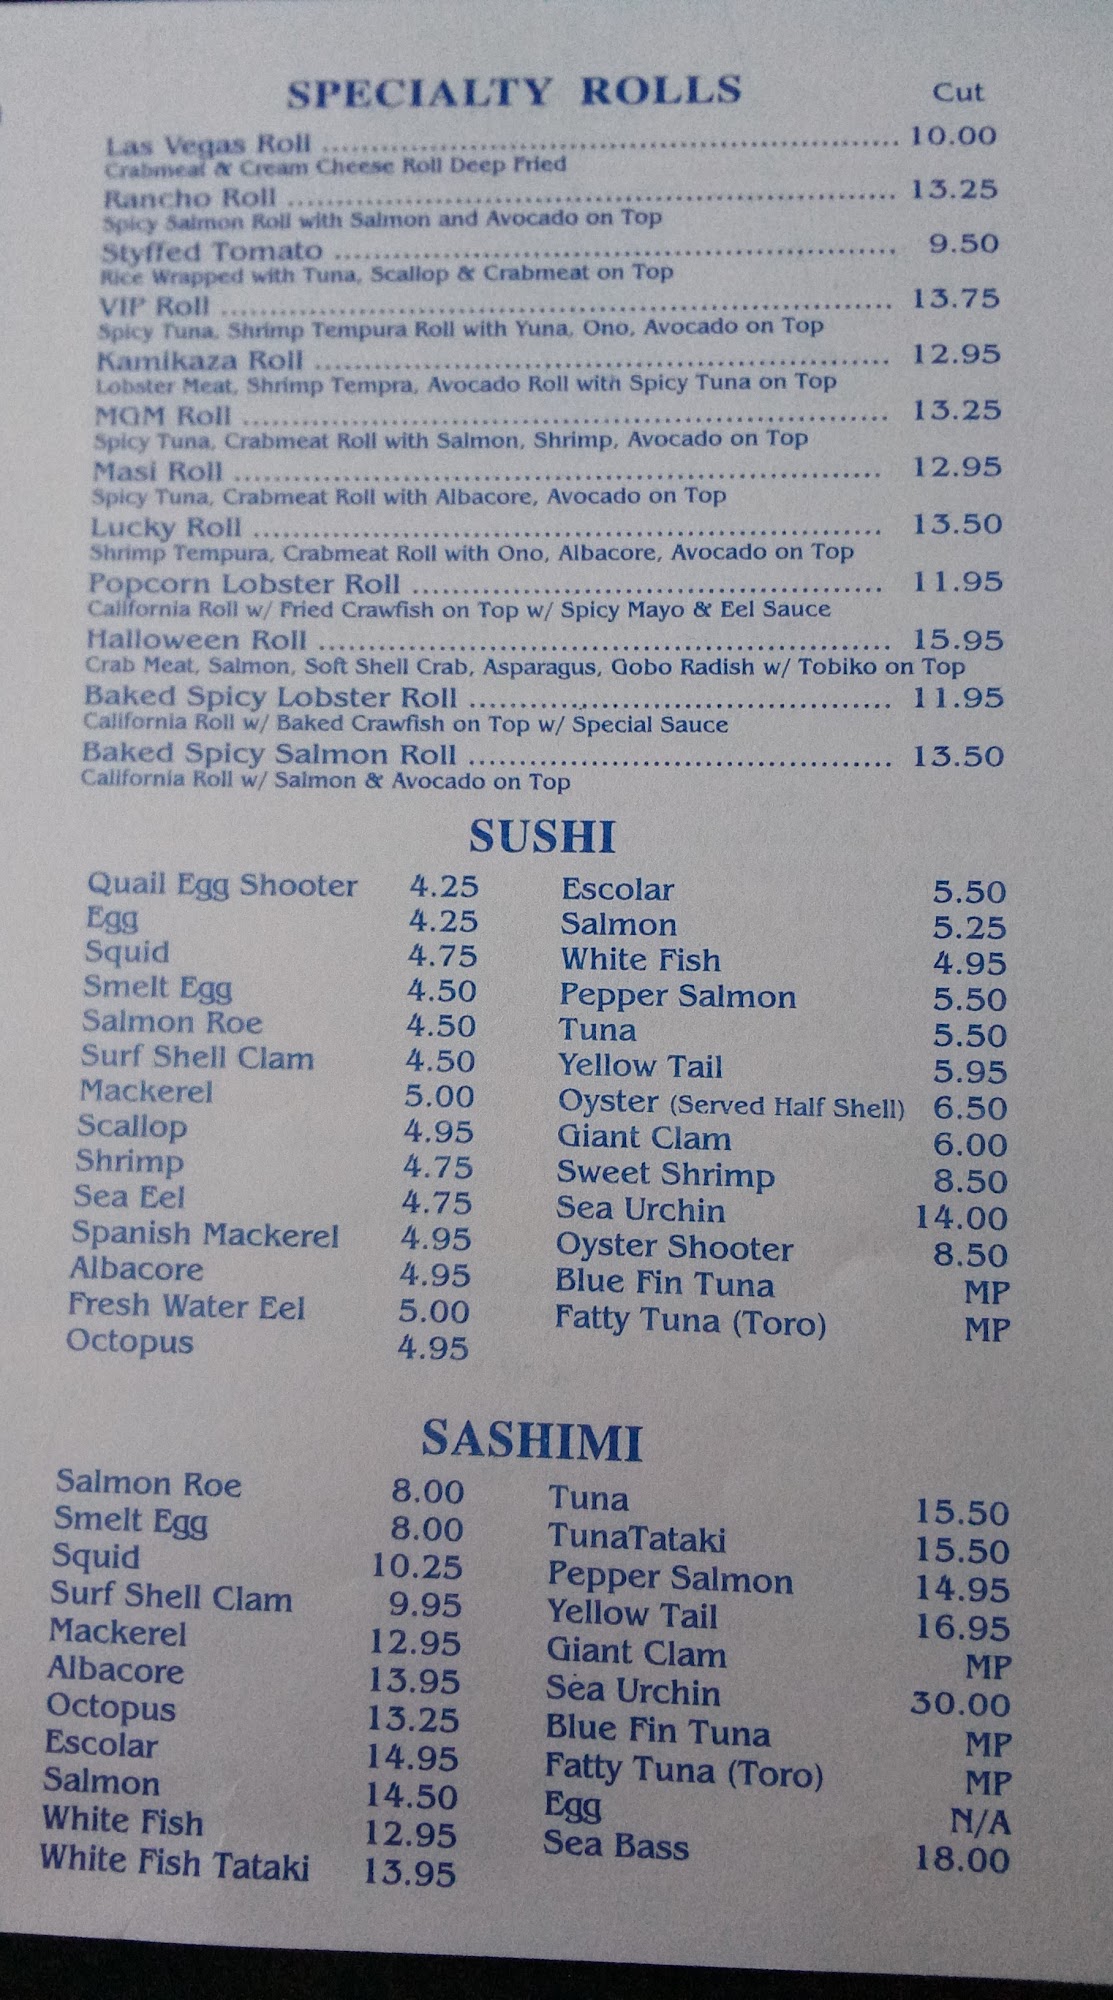 SPECIALTY ROLLS Cut
Las Vegas Roll ........ 10.00
Crabmeat & Cream Cheese Roll Deep Fried
Rancho Roll ........ 13.25
Spicy Salmon Roll with Salmon and Avocado on Top
Styffed Tomato ........ 9.50
Rice Wrapped with Tuna, Scallop & Crabmeat on Top
VIP Roll ........ 13.75
Spicy Tuna, Shrimp Tempura Roll with Yuna, Ono, Avocado on Top
Kamikaza Roll ........ 12.95
Lobster Meat, Shrimp Tempra, Avocado Roll with Spicy Tuna on Top
MGM Roll ........ 13.25
Spicy Tuna, Crabmeat Roll with Salmon, Shrimp, Avocado on Top
Masi Roll ........ 12.95
Spicy Tuna, Crabmeat Roll with Albacore, Avocado on Top
Lucky Roll ........ 13.50
Shrimp Tempura, Crabmeat Roll with Ono, Albacore, Avocado on Top
Popcorn Lobster Roll ........ 11.95
California Roll w/ Fried Crawfish on Top w/ Spicy Mayo & Eel Sauce
Halloween Roll ........ 15.95
Crab Meat, Salmon, Soft Shell Crab, Asparagus, Gobo Radish w/ Tobiko on Top
Baked Spicy Lobster Roll ........ 11.95
California Roll w/ Baked Crawfish on Top w/ Special Sauce
Baked Spicy Salmon Roll ........ 13.50
California Roll w/ Salmon & Avocado on Top
SUSHI
Quail Egg Shooter 4.25
Egg 4.25
Squid 4.75
Smelt Egg 4.50
Salmon Roe 4.50
Surf Shell Clam 4.50
Mackerel 5.00
Scallop 4.95
Shrimp 4.75
Sea Eel 4.75
Spanish Mackerel 4.95
Albacore 4.95
Fresh Water Eel 5.00
Octopus 4.95
Escolar 5.50
Salmon 5.25
White Fish 4.95
Pepper Salmon 5.50
Tuna 5.50
Yellow Tail 5.95
Oyster (Served Half Shell) 6.50
Giant Clam 6.00
Sweet Shrimp 8.50
Sea Urchin 14.00
Oyster Shooter 8.50
Blue Fin Tuna MP
Fatty Tuna (Toro) MP
SASHIMI
Salmon Roe 8.00
Smelt Egg 8.00
Squid 10.25
Surf Shell Clam 9.95
Mackerel 12.95
Albacore 13.95
Octopus 13.25
Escolar 14.95
Salmon 14.50
White Fish 12.95
White Fish Tataki 13.95
Tuna 15.50
TunaTataki 15.50
Pepper Salmon 14.95
Yellow Tail 16.95
Giant Clam MP
Sea Urchin 30.00
Blue Fin Tuna MP
Fatty Tuna (Toro) MP
Egg N/A
Sea Bass 18.00